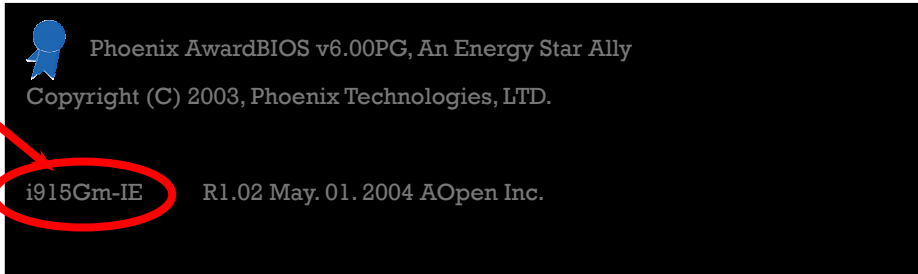 Phoenix AwardBIOS v6.00PG, An Energy Star Ally
Copyright (C) 2003, Phoenix Technologies, LTD.
i915Gm-IE R1.02 May. 01. 2004 AOpen Inc.